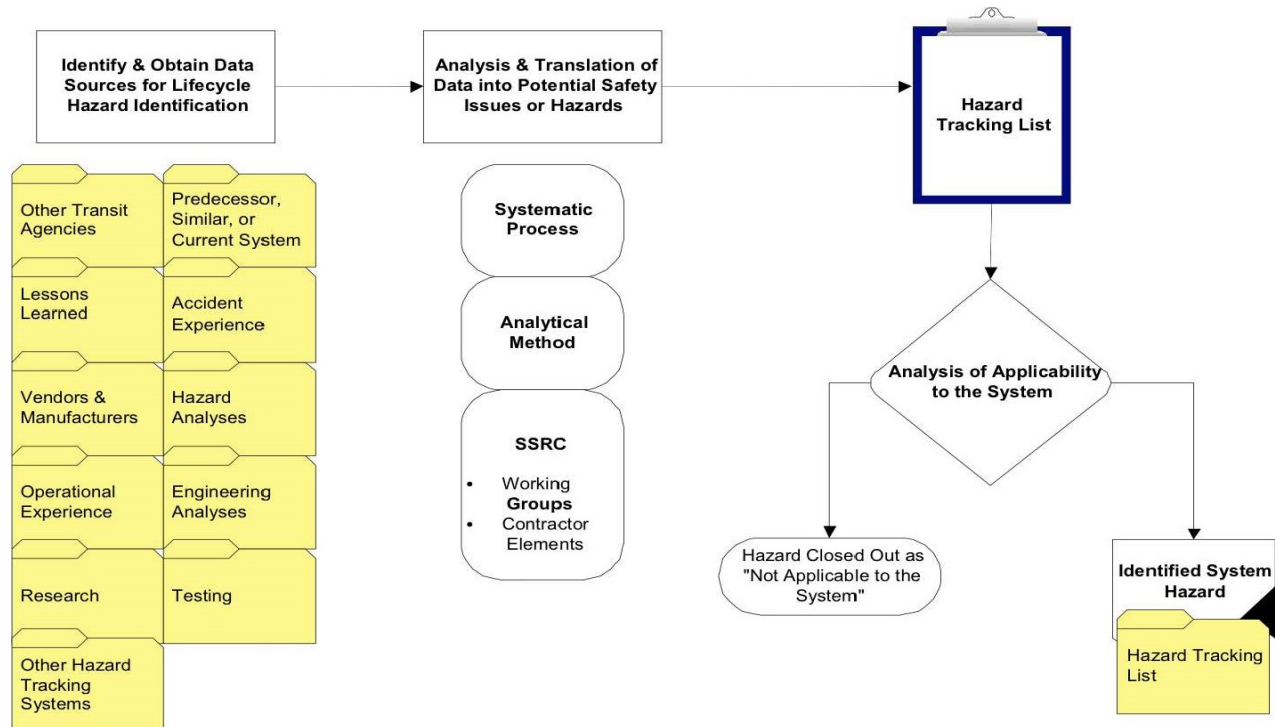 Identify & Obtain Data
Sources for Lifecycle
Hazard Identification
Analysis & Translation of
Data into Potential Safety
Issues or Hazards
Hazard
Tracking List
Other Transit
Agencies
Predecessor,
Similar, or
Current System
Lessons
Learned
Accident
Experience
Vendors &
Manufacturers
Hazard
Analyses
Operational
Experience
Engineering
Analyses
Research
Testing
Other Hazard
Tracking
Systems
Systematic
Process
Analytical
Method
SSRC
• Working
Groups
• Contractor
Elements
Analysis of Applicability
to the System
Hazard Closed Out as
"Not Applicable to the
System"
Identified System
Hazard
Hazard Tracking
List